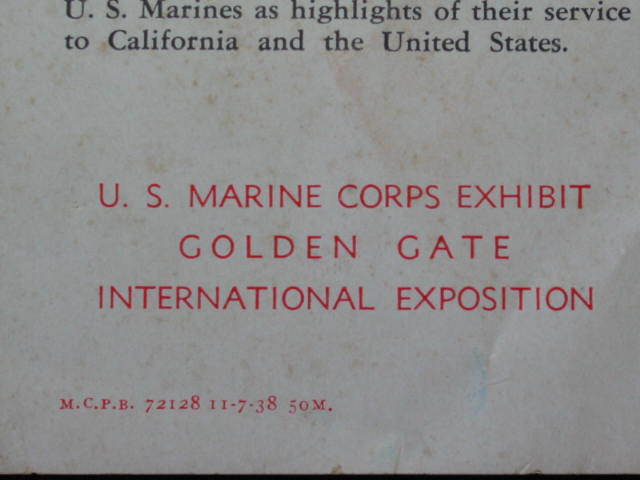 U. S. Marines as highlights of their service
to California and the United States.
U. S. MARINE CORPS EXHIBIT
GOLDEN GATE
INTERNATIONAL EXPOSITION
M.C.P.B. 72128 11-7-38 50M.